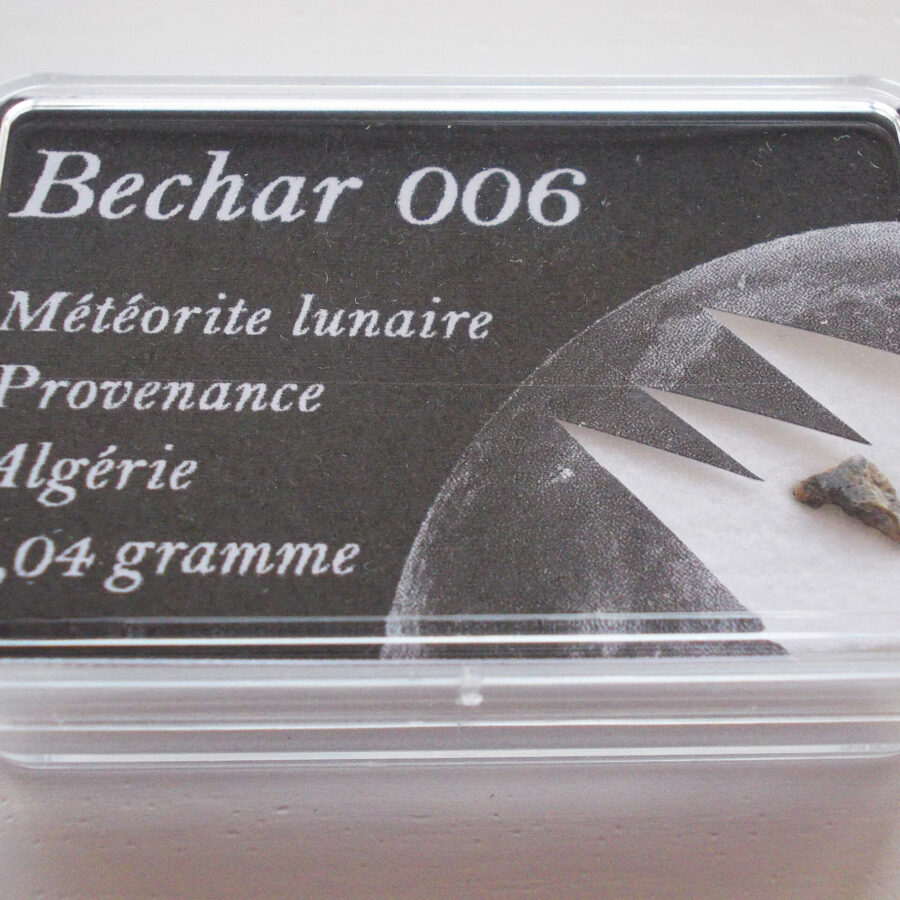 Bechar 006
Météorite lunaire
Provenance
Algérie
,04 gramme